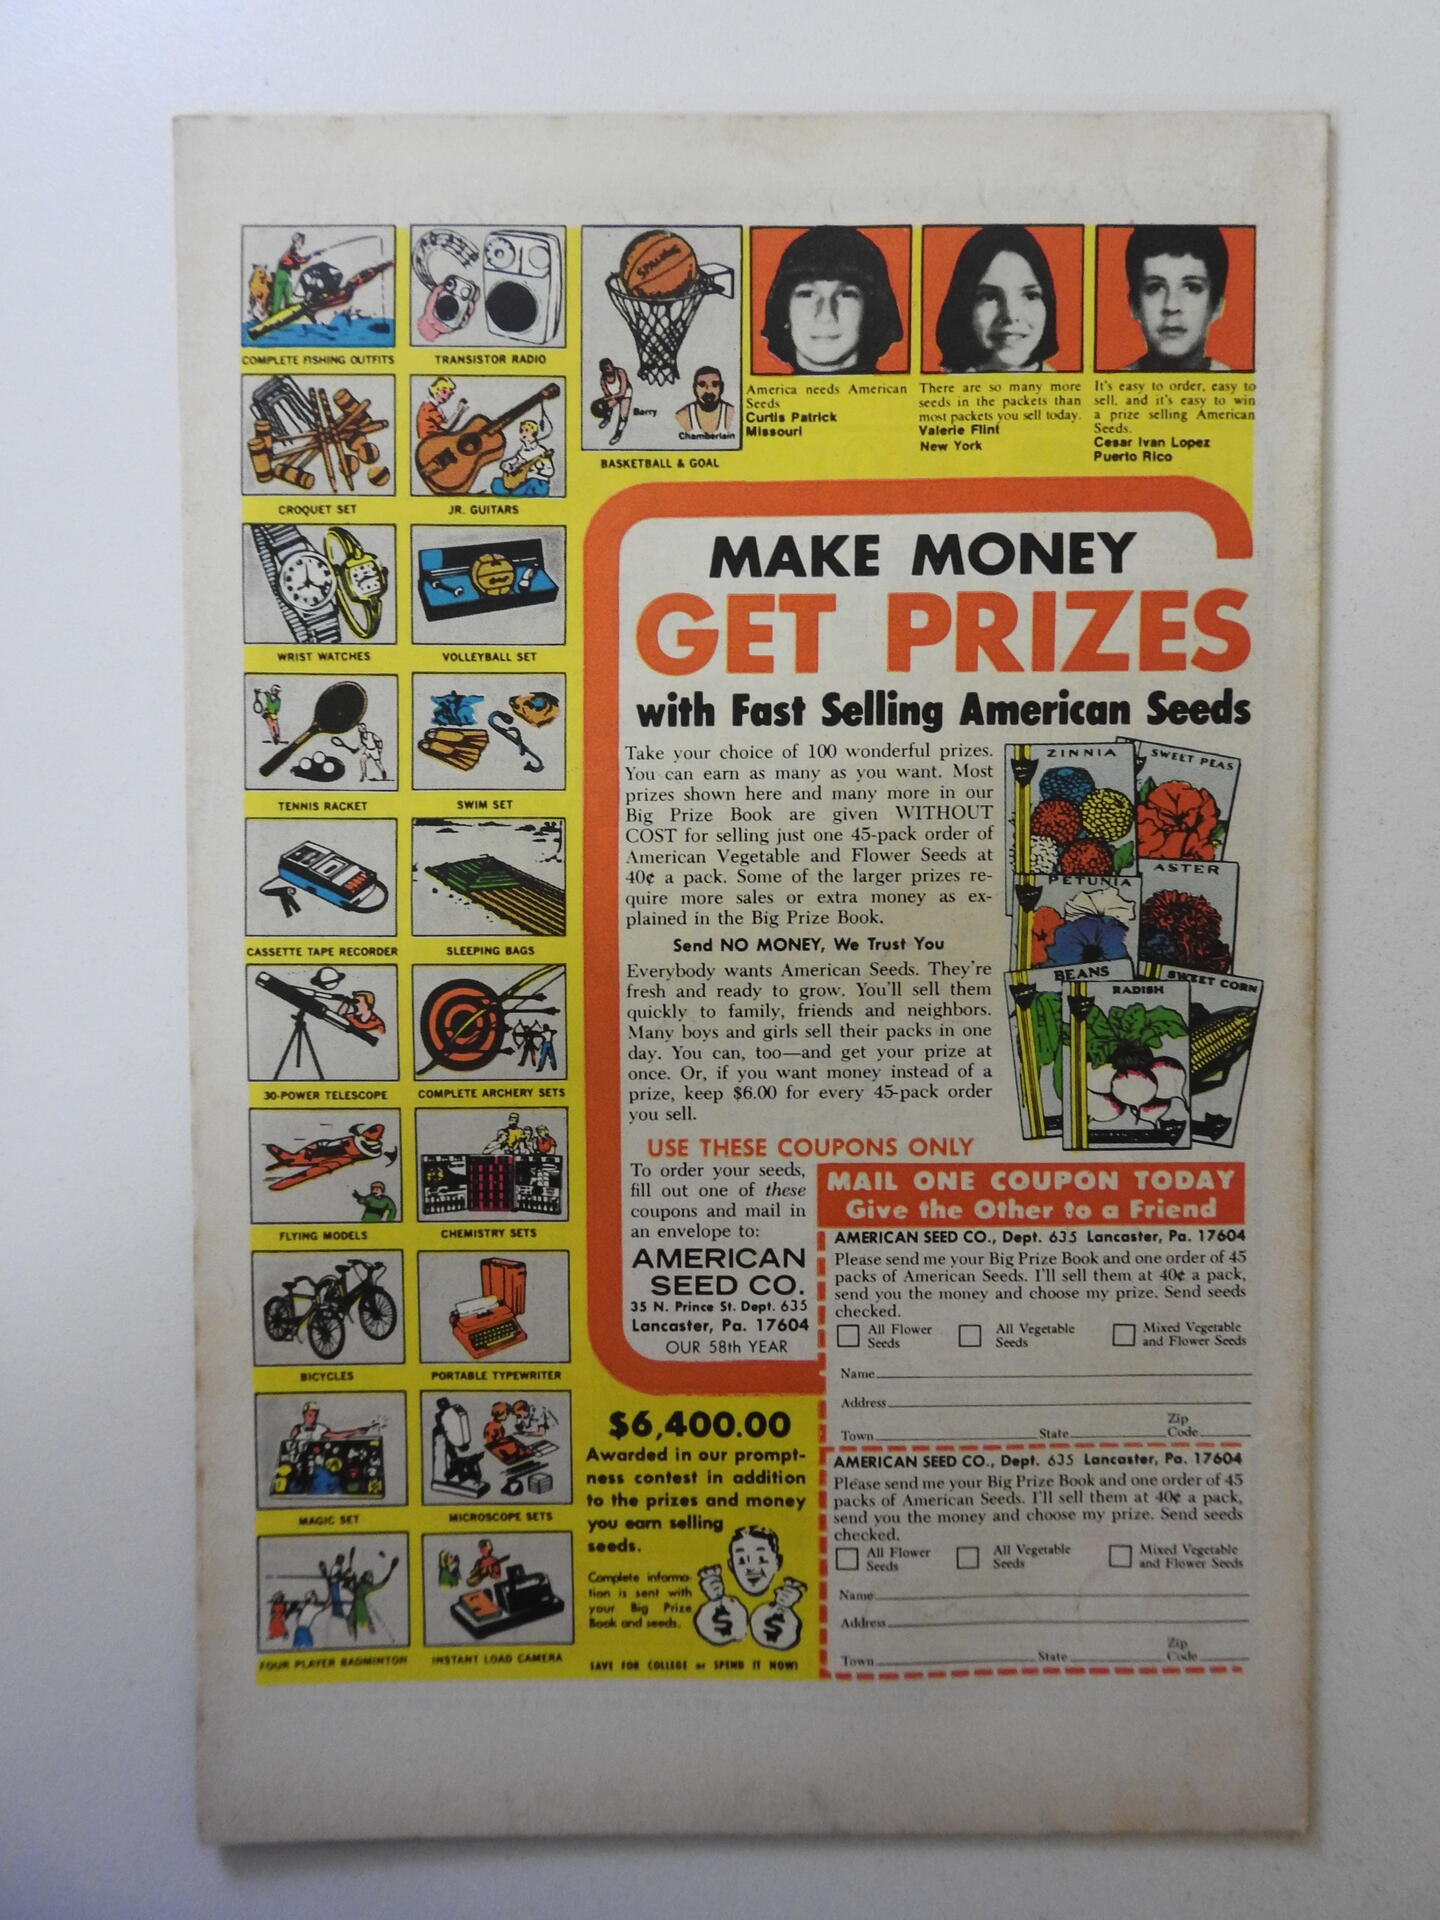 COMPLETE FISHING OUTFITS
TRANSISTOR RADIO
CROQUET SET
JR. GUITARS
WRIST WATCHES
VOLLEYBALL SET
TENNIS RACKET
SWIM SET
CASSETTE TAPE RECORDER
SLEEPING BAGS
30-POWER TELESCOPE
COMPLETE ARCHERY SETS
FLYING MODELS
CHEMISTRY SETS
BICYCLES
PORTABLE TYPEWRITER
MAGIC SET
MICROSCOPE SETS
FOUR PLAYER BADMINTON
INSTANT LOAD CAMERA
SPALDING
Barry
Chamberlain
BASKETBALL & GOAL
America needs American
Seeds
Curtis Patrick
Missouri
There are so many more
seeds in the packets than
most packets you sell today.
Valerie Flint
New York
It's easy to order, easy to
sell, and it's easy to win
a prize selling American
Seeds.
Cesar Ivan Lopez
Puerto Rico
MAKE MONEY
GET PRIZES
with Fast Selling American Seeds
Take your choice of 100 wonderful prizes.
You can earn as many as you want. Most
prizes shown here and many more in our
Big Prize Book are given WITHOUT
COST for selling just one 45-pack order of
American Vegetable and Flower Seeds at
40¢ a pack. Some of the larger prizes re-
quire more sales or extra money as ex-
plained in the Big Prize Book.
Send NO MONEY, We Trust You
Everybody wants American Seeds. They're
fresh and ready to grow. You'll sell them
quickly to family, friends and neighbors.
Many boys and girls sell their packs in one
day. You can, too—and get your prize at
once. Or, if you want money instead of a
prize, keep $6.00 for every 45-pack order
you sell.
ZINNIA
SWEET PEAS
PETUNIA
ASTER
BEANS
RADISH
SWEET CORN
USE THESE COUPONS ONLY
To order your seeds,
fill out one of these
coupons and mail in
an envelope to:
AMERICAN
SEED CO.
35 N. Prince St. Dept. 635
Lancaster, Pa. 17604
OUR 58th YEAR
MAIL ONE COUPON TODAY
Give the Other to a Friend
AMERICAN SEED CO., Dept. 635 Lancaster, Pa. 17604
Please send me your Big Prize Book and one order of 45
packs of American Seeds. I'll sell them at 40¢ a pack,
send you the money and choose my prize. Send seeds
checked.
All Flower Seeds
All Vegetable Seeds
Mixed Vegetable and Flower Seeds
Name
Address
Town State Zip Code
AMERICAN SEED CO., Dept. 635 Lancaster, Pa. 17604
Please send me your Big Prize Book and one order of 45
packs of American Seeds. I'll sell them at 40¢ a pack,
send you the money and choose my prize. Send seeds
checked.
All Flower Seeds
All Vegetable Seeds
Mixed Vegetable and Flower Seeds
Name
Address
Town State Zip Code
$6,400.00
Awarded in our prompt-
ness contest in addition
to the prizes and money
you earn selling
seeds.
Complete informa-
tion is sent with
your Big Prize
Book and seeds.
$ $
SAVE FOR COLLEGE or SPEND IT NOW!